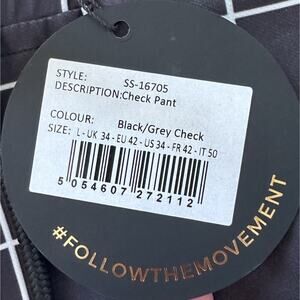 STYLE: SS-16705
DESCRIPTION:Check Pant
COLOUR: Black/Grey Check
SIZE: L - UK 34 - EU 42 - US 34 - FR 42 - IT 50
5 054607 272112
#FOLLOWTHEMOVEMENT